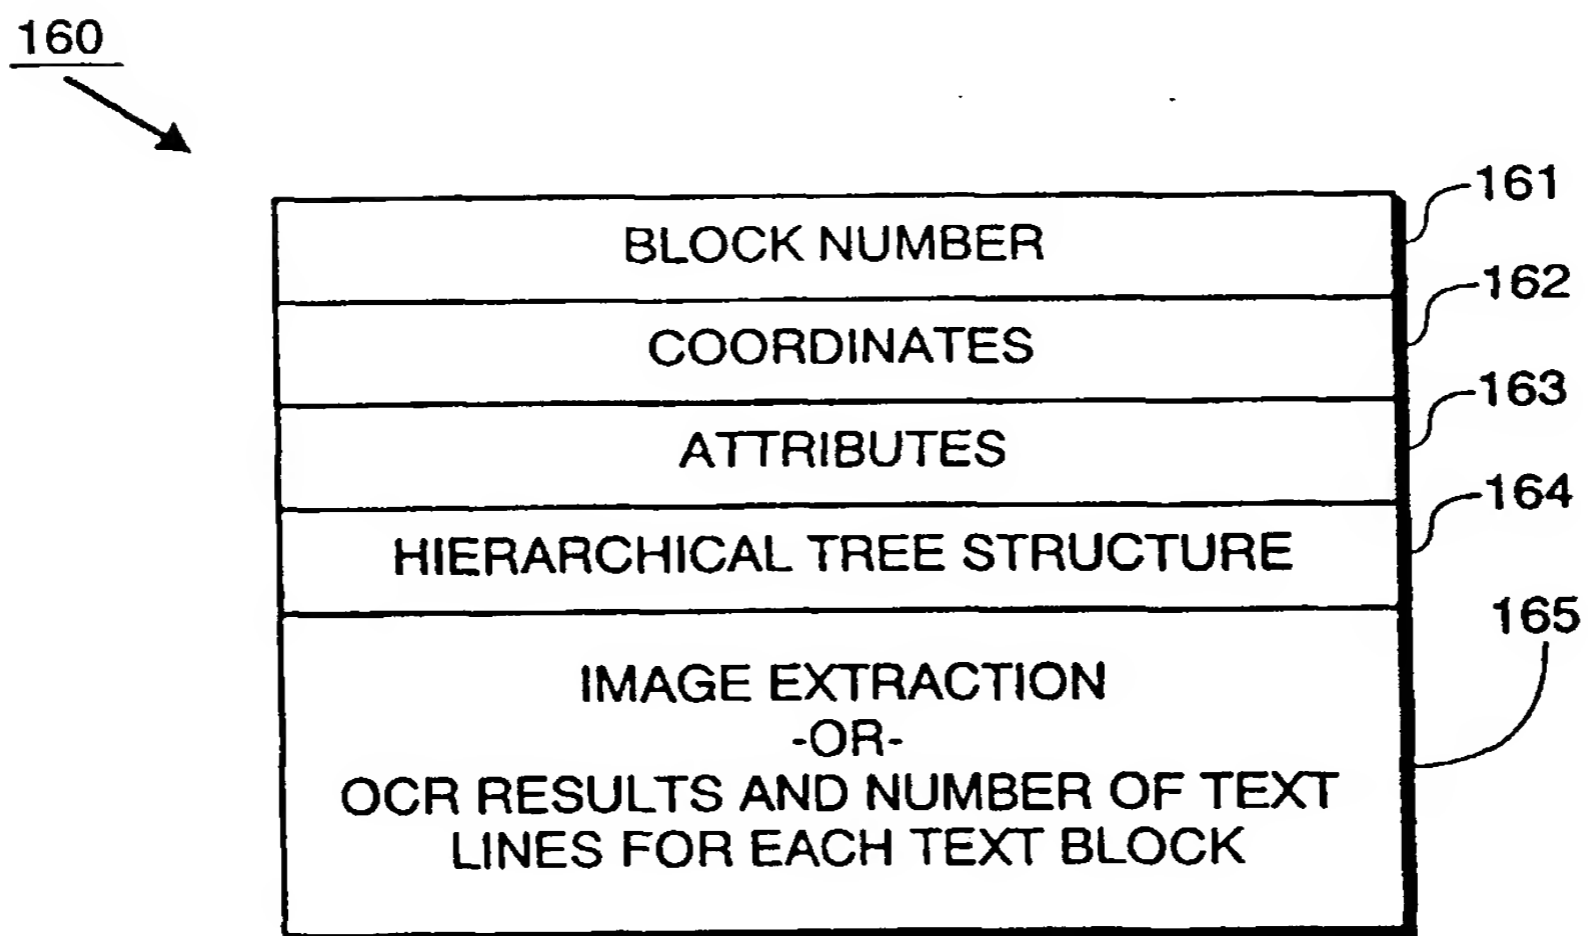 160
161
BLOCK NUMBER
162
COORDINATES
163
ATTRIBUTES
164
HIERARCHICAL TREE STRUCTURE
165
IMAGE EXTRACTION
-OR-
OCR RESULTS AND NUMBER OF TEXT
LINES FOR EACH TEXT BLOCK